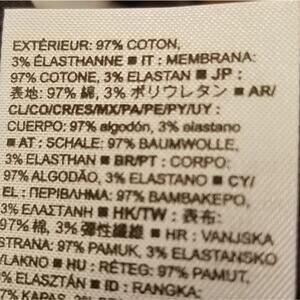 EXTÉRIEUR: 97% COTON,
3% ÉLASTHANNE ■ IT : MEMBRANA:
97% COTONE, 3% ELASTAN ■ JP :
表地: 97% 綿, 3% ポリウレタン ■ AR/
CL/CO/CR/ES/MX/PA/PE/PY/UY :
CUERPO: 97% algodón, 3% elastano
■ AT : SCHALE: 97% BAUMWOLLE,
3% ELASTHAN ■ BR/PT : CORPO:
97% ALGODÃO, 3% ELASTANO ■ CY/
EL : ΠΕΡΙΒΛΗΜΑ: 97% ΒΑΜΒΑΚΕΡΟ,
3% ΕΛΑΣΤΑΝΗ ■ HK/TW : 表布:
97% 棉, 3% 彈性纖維 ■ HR : VANJSKA
STRANA: 97% PAMUK, 3% ELASTANSKO
VLAKNO ■ HU : RÉTEG: 97% PAMUT,
% ELASZTÁN ■ ID : RANGKA:
97% KAPAS, 3%